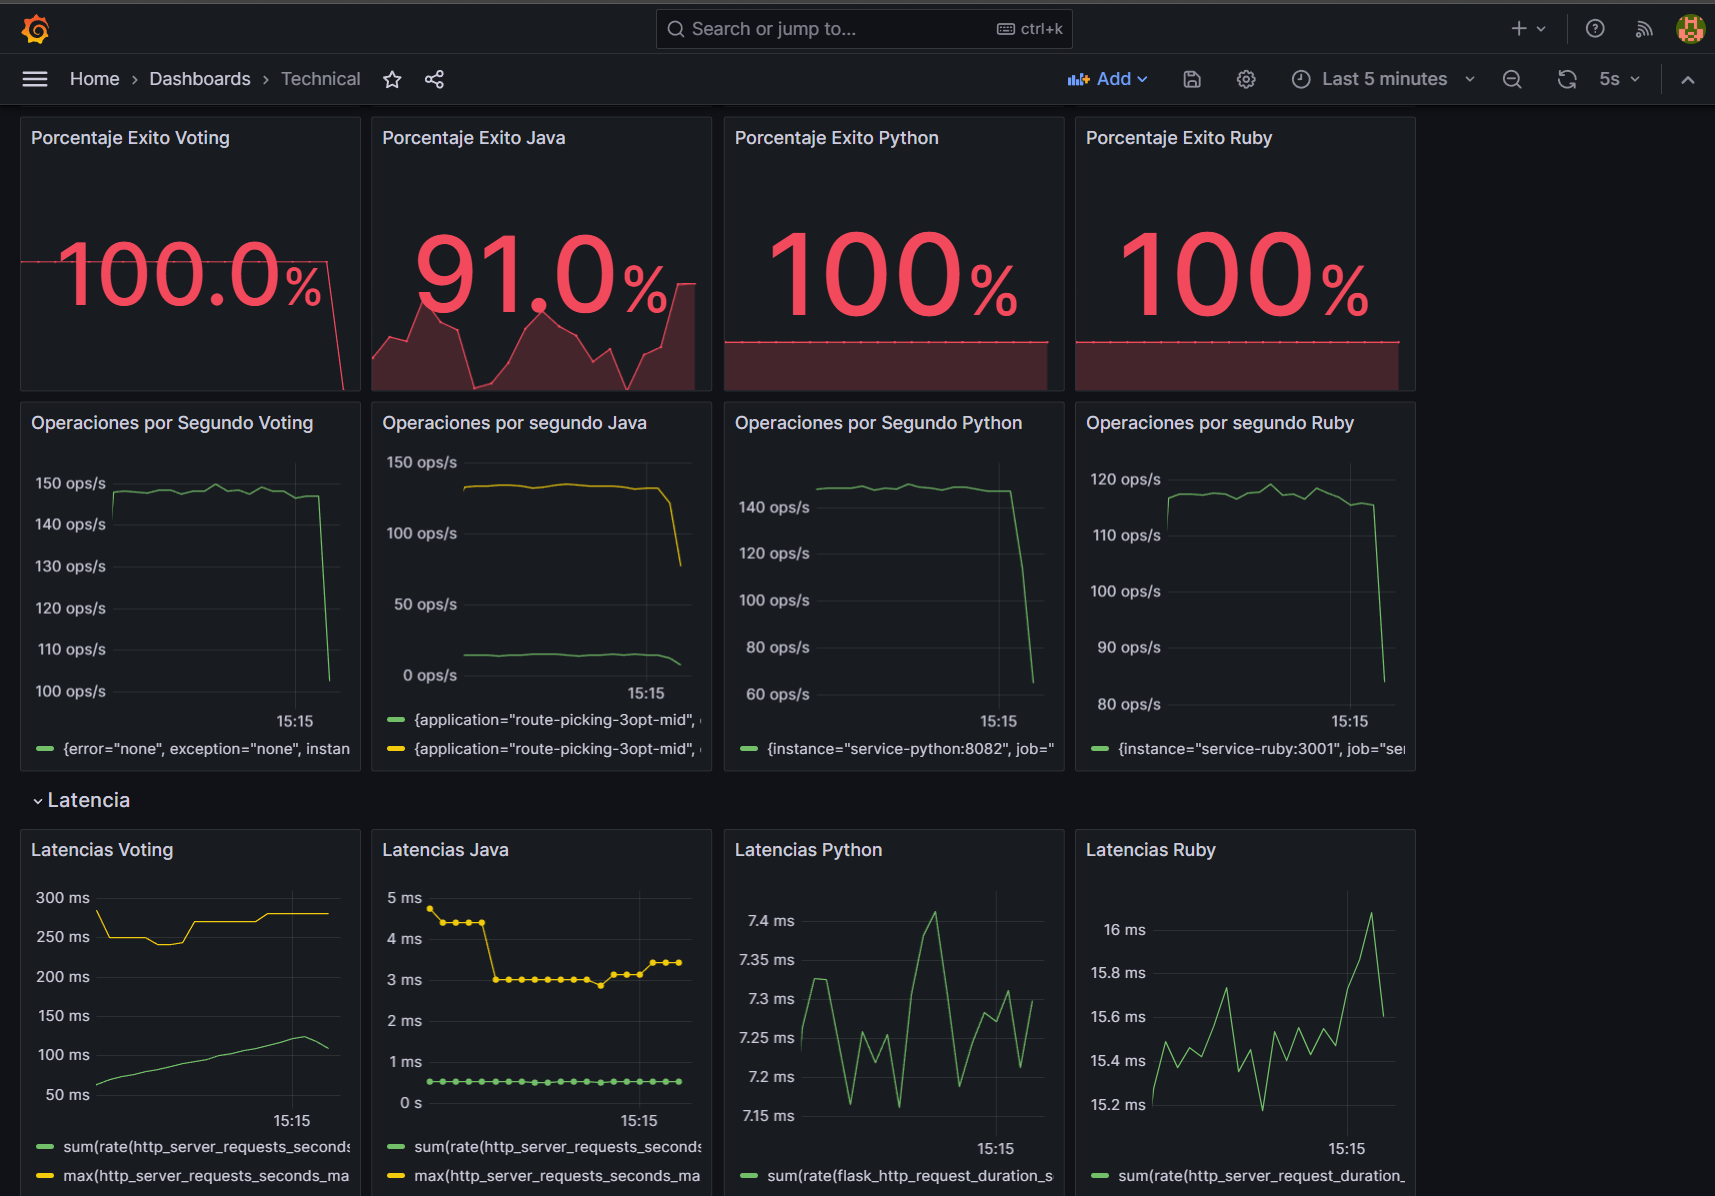 Search or jump to...
ctrl+k
Home
Dashboards
Technical
Add
Last 5 minutes
5s
Porcentaje Exito Voting
100.0%
Porcentaje Exito Java
91.0%
Porcentaje Exito Python
100%
Porcentaje Exito Ruby
100%
Operaciones por Segundo Voting
150 ops/s
140 ops/s
130 ops/s
120 ops/s
110 ops/s
100 ops/s
15:15
{error="none", exception="none", instan
Operaciones por segundo Java
150 ops/s
100 ops/s
50 ops/s
0 ops/s
15:15
{application="route-picking-3opt-mid",
{application="route-picking-3opt-mid",
Operaciones por Segundo Python
140 ops/s
120 ops/s
100 ops/s
80 ops/s
60 ops/s
15:15
{instance="service-python:8082", job="
Operaciones por segundo Ruby
120 ops/s
110 ops/s
100 ops/s
90 ops/s
80 ops/s
15:15
{instance="service-ruby:3001", job="ser
Latencia
Latencias Voting
300 ms
250 ms
200 ms
150 ms
100 ms
50 ms
15:15
sum(rate(http_server_requests_seconds
max(http_server_requests_seconds_ma
Latencias Java
5 ms
4 ms
3 ms
2 ms
1 ms
0 s
15:15
sum(rate(http_server_requests_seconds
max(http_server_requests_seconds_ma
Latencias Python
7.4 ms
7.35 ms
7.3 ms
7.25 ms
7.2 ms
7.15 ms
15:15
sum(rate(flask_http_request_duration_s
Latencias Ruby
16 ms
15.8 ms
15.6 ms
15.4 ms
15.2 ms
15:15
sum(rate(http_server_request_duration_